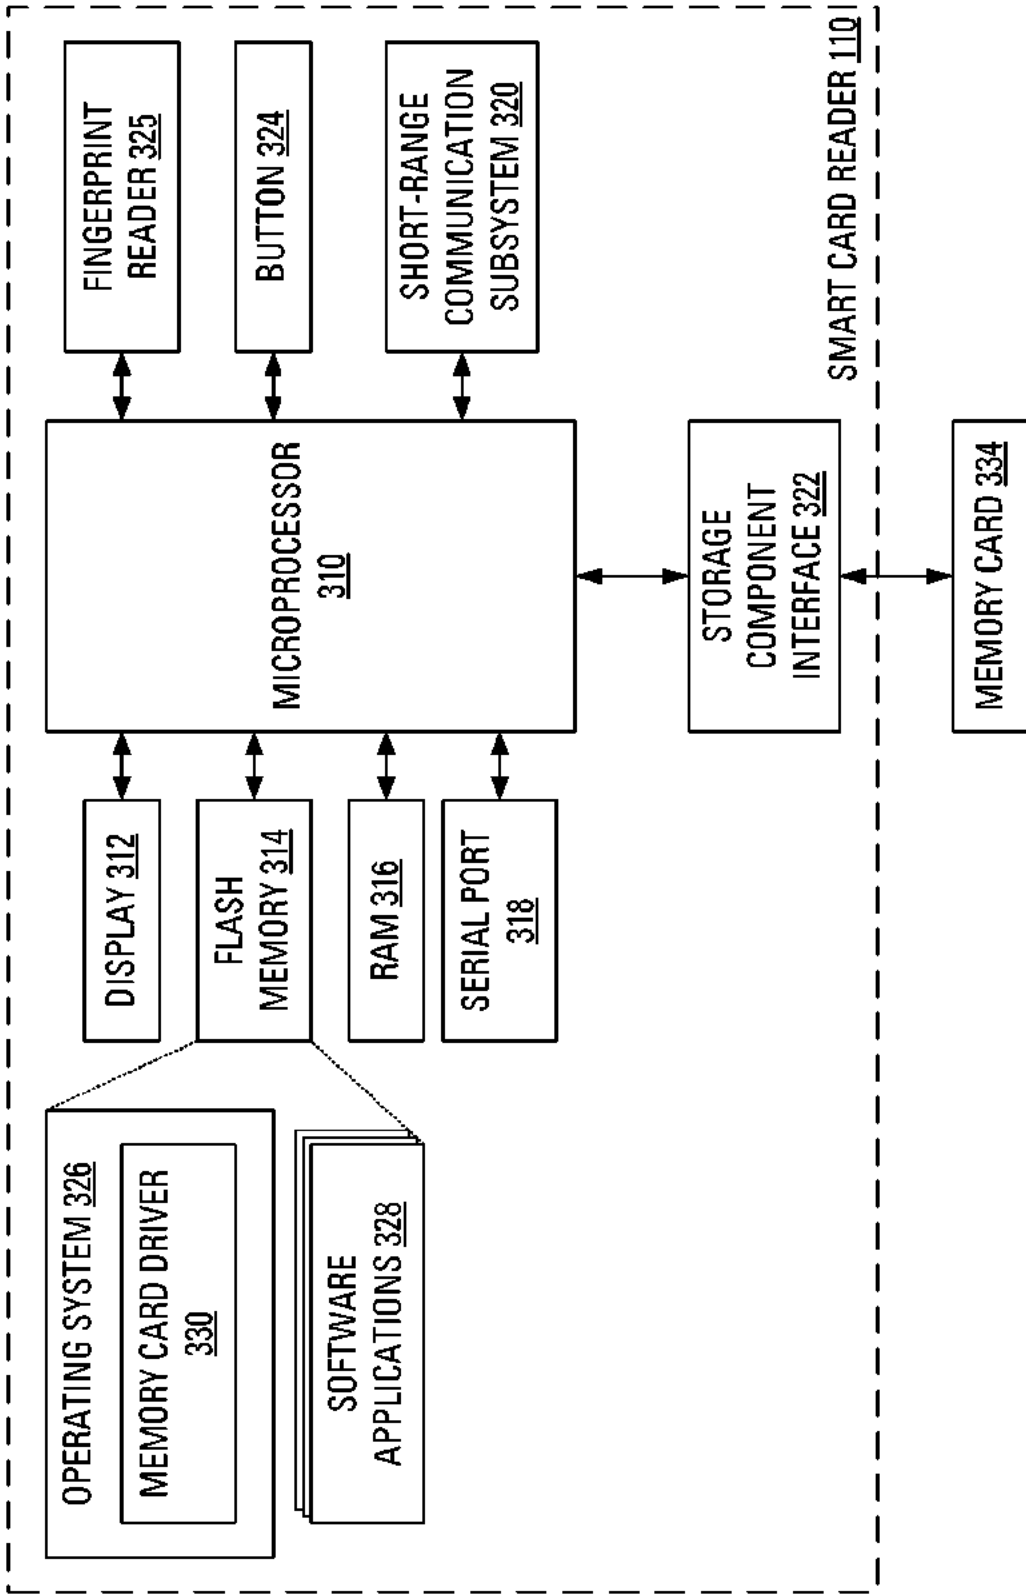 OPERATING SYSTEM 326
MEMORY CARD DRIVER
330
SOFTWARE
APPLICATIONS 328
DISPLAY 312
FLASH
MEMORY 314
RAM 316
SERIAL PORT
318
MICROPROCESSOR
310
STORAGE
COMPONENT
INTERFACE 322
MEMORY CARD 334
FINGERPRINT
READER 325
BUTTON 324
SHORT-RANGE
COMMUNICATION
SUBSYSTEM 320
SMART CARD READER 110